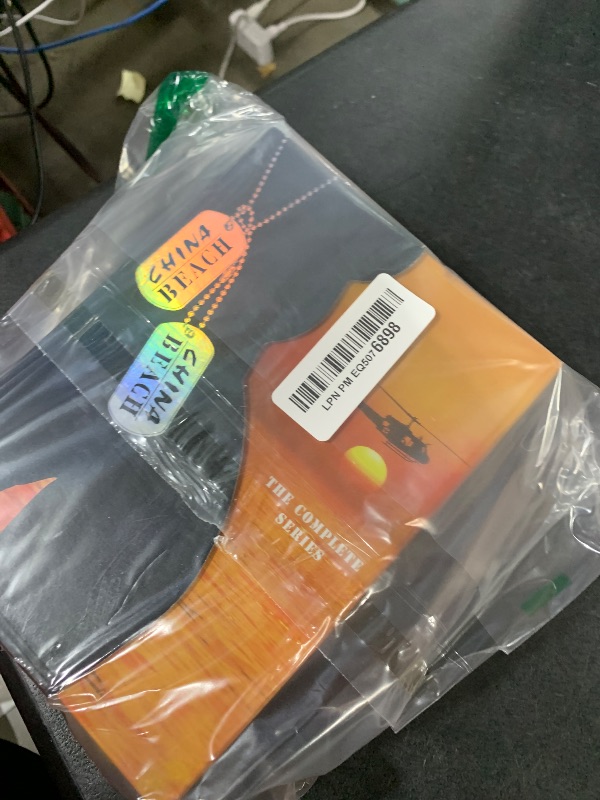 CHINA
BEACH
CHINA
BEACH
LPN PM EQ5076898
THE COMPLETE
SERIES